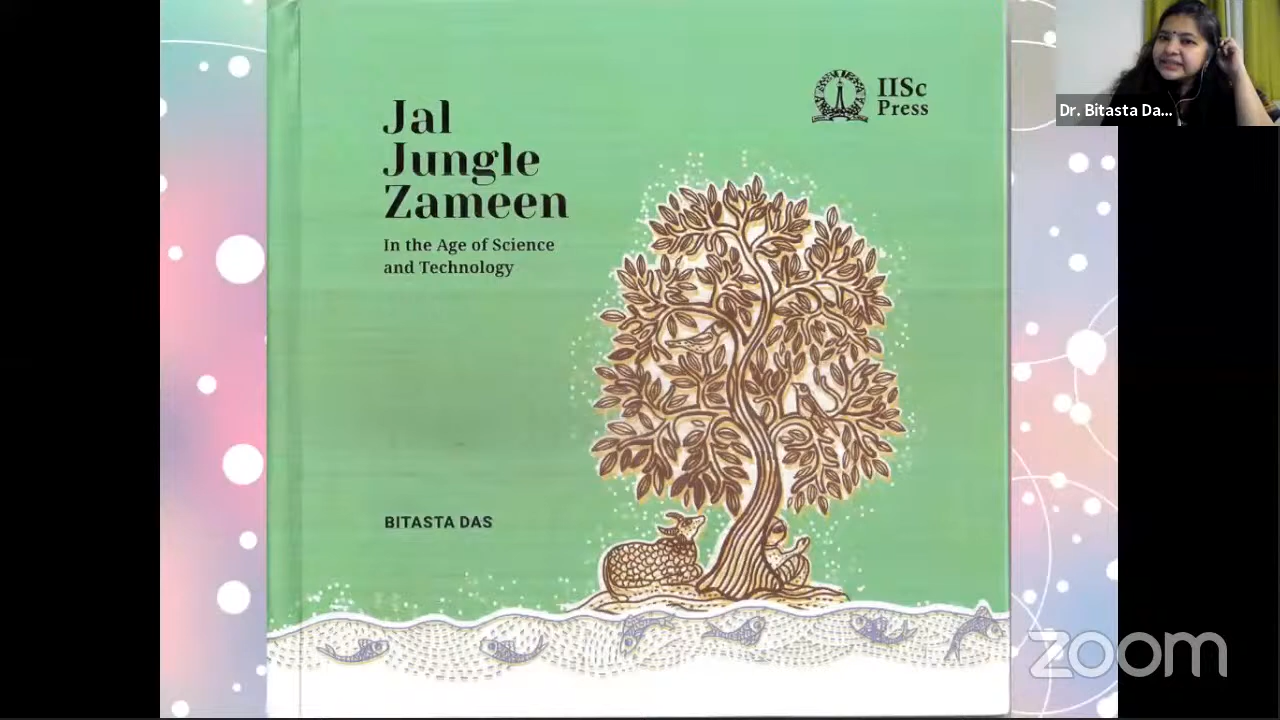 Jal
Jungle
Zameen
In the Age of Science
and Technology
IISc
Press
BITASTA DAS
Dr. Bitasta Da...
zoom